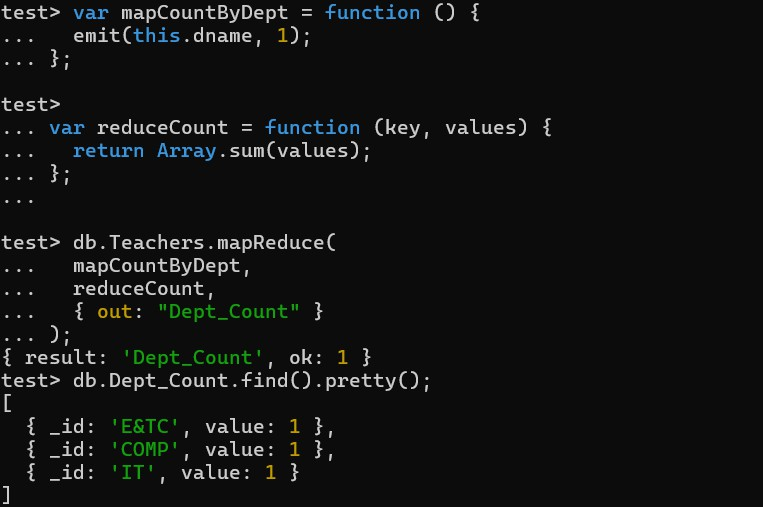 test> var mapCountByDept = function () {
...   emit(this.dname, 1);
... };
test>
... var reduceCount = function (key, values) {
...   return Array.sum(values);
... };
...
test> db.Teachers.mapReduce(
...   mapCountByDept,
...   reduceCount,
...   { out: "Dept_Count" }
... );
{ result: 'Dept_Count', ok: 1 }
test> db.Dept_Count.find().pretty();
[
  { _id: 'E&TC', value: 1 },
  { _id: 'COMP', value: 1 },
  { _id: 'IT', value: 1 }
]